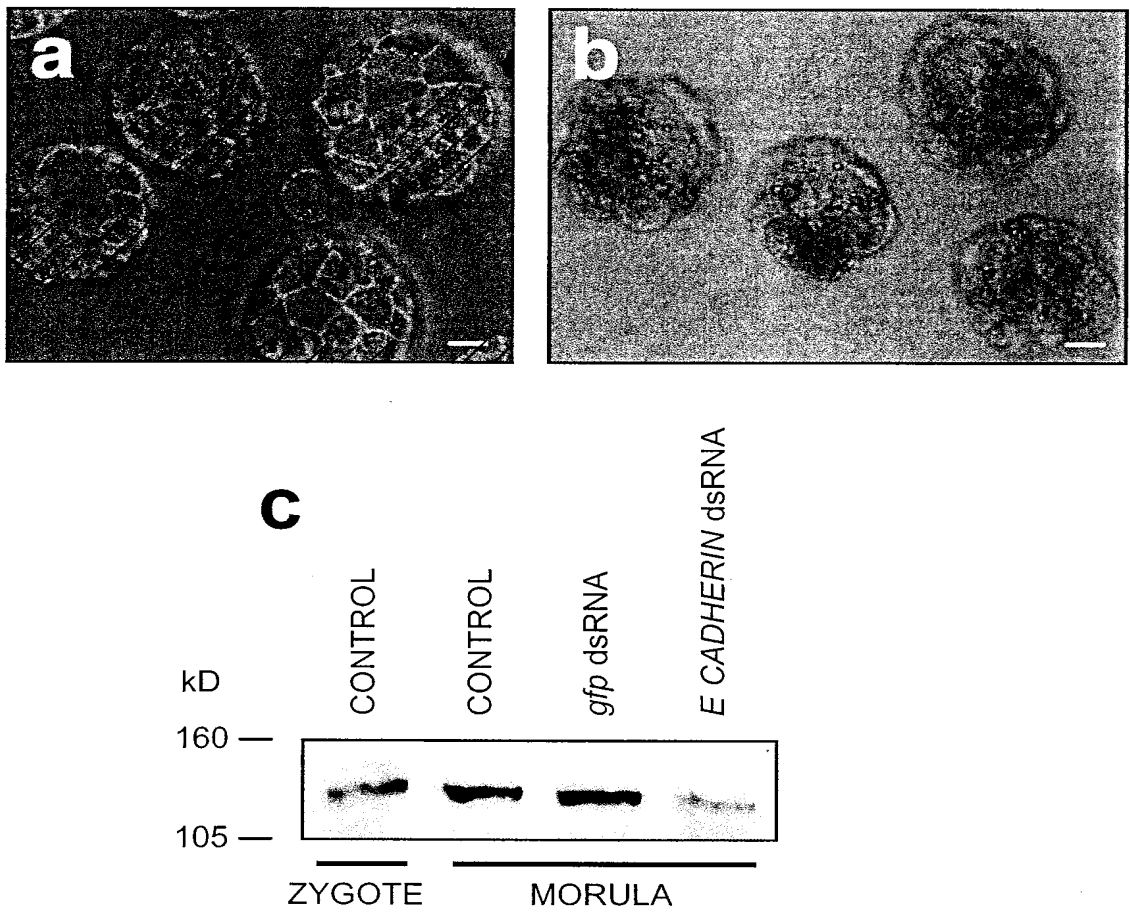 a
b
c
CONTROL
CONTROL
gfp dsRNA
E CADHERIN dsRNA
kD
160
105
ZYGOTE
MORULA